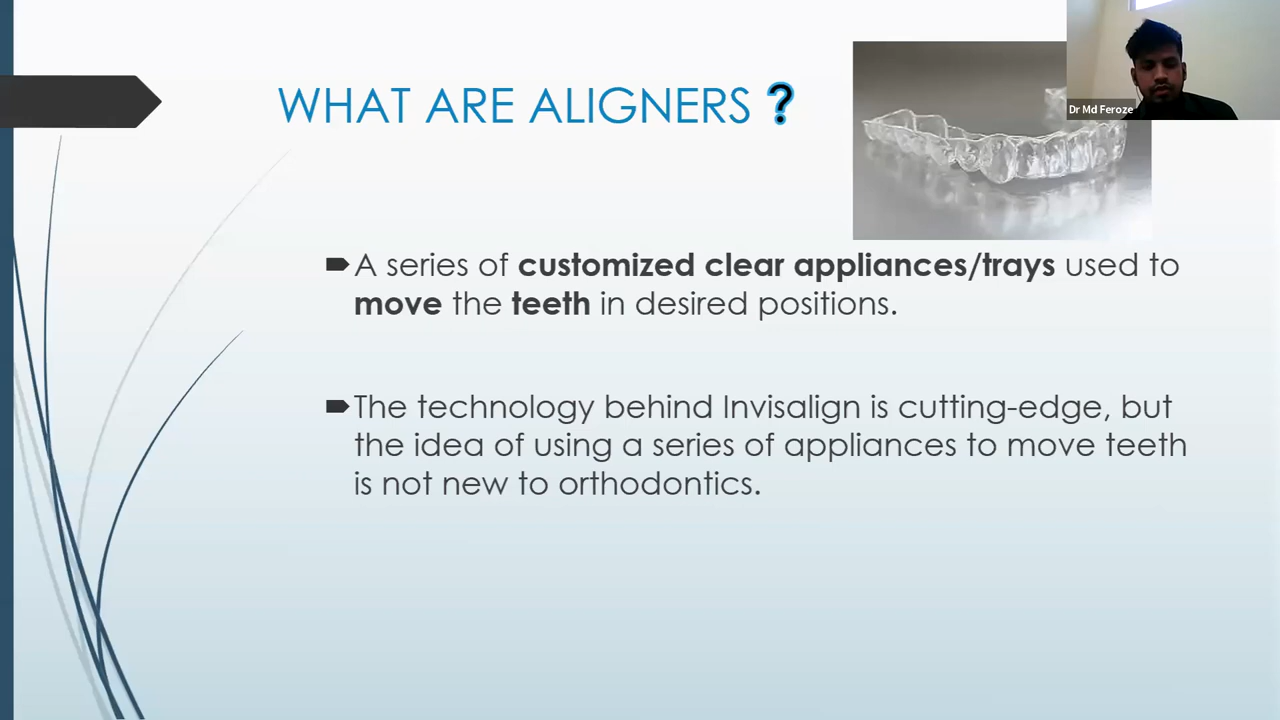 WHAT ARE ALIGNERS ?
Dr Md Feroze
A series of customized clear appliances/trays used to
move the teeth in desired positions.
The technology behind Invisalign is cutting-edge, but
the idea of using a series of appliances to move teeth
is not new to orthodontics.